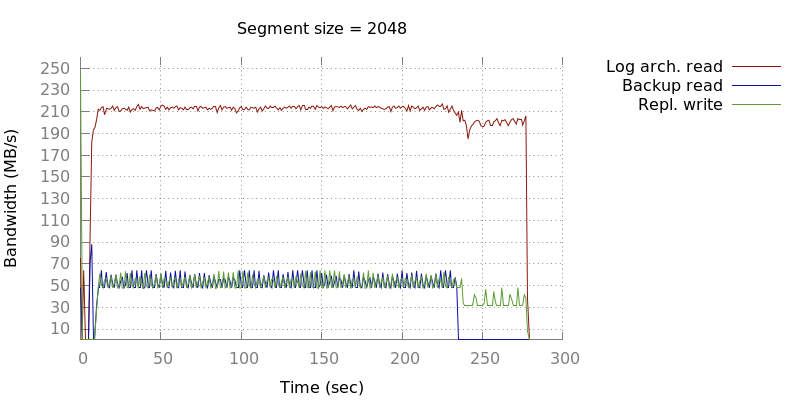 Segment size = 2048
250
230
210
190
170
150
130
110
90
70
50
30
10
0 50 100 150 200 250 300
Bandwidth (MB/s)
Time (sec)
Log arch. read
Backup read
Repl. write